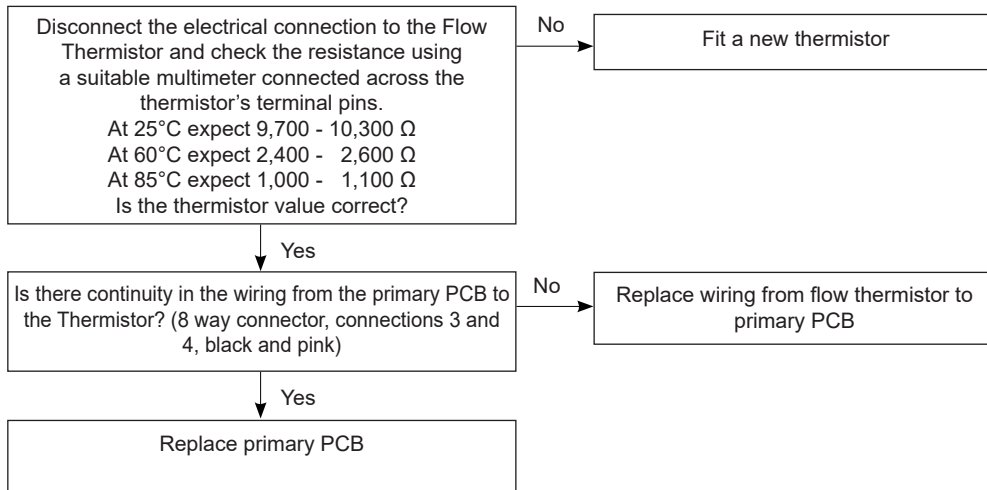 Disconnect the electrical connection to the Flow
Thermistor and check the resistance using
a suitable multimeter connected across the
thermistor’s terminal pins.
At 25°C expect 9,700 - 10,300 Ω
At 60°C expect 2,400 - 2,600 Ω
At 85°C expect 1,000 - 1,100 Ω
Is the thermistor value correct?
No
Fit a new thermistor
Yes
Is there continuity in the wiring from the primary PCB to
the Thermistor? (8 way connector, connections 3 and
4, black and pink)
No
Replace wiring from flow thermistor to
primary PCB
Yes
Replace primary PCB